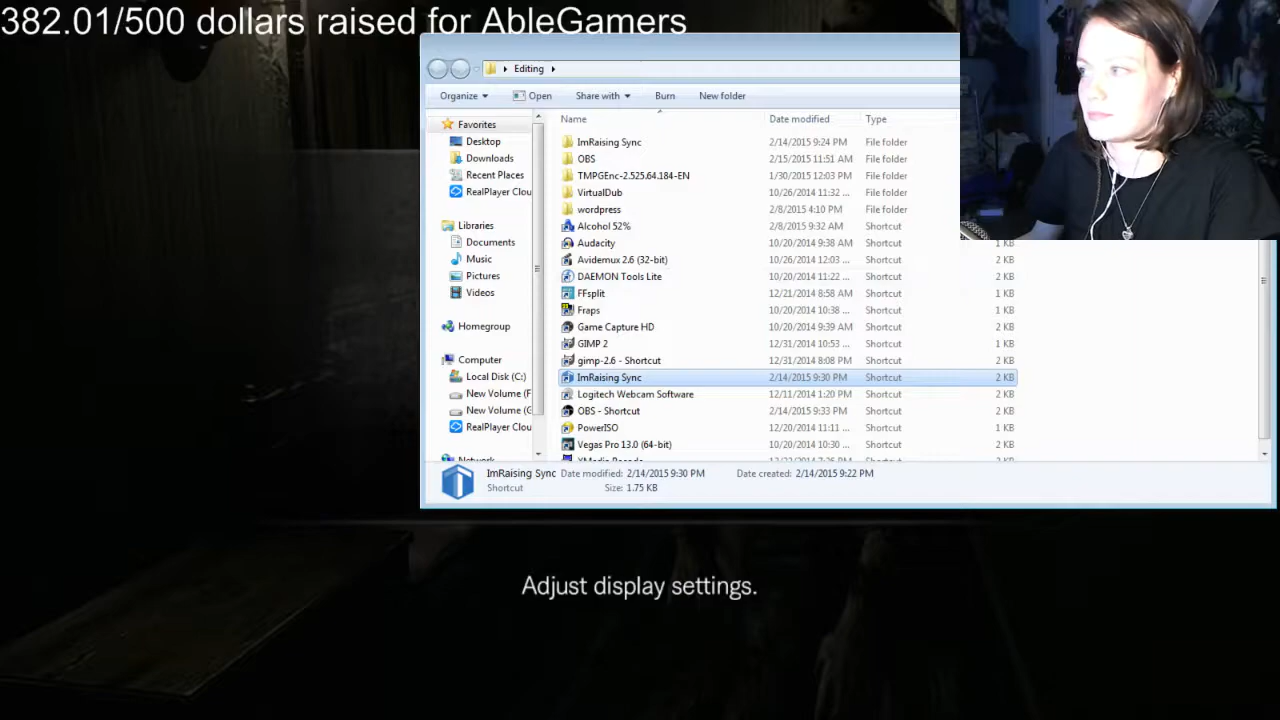 382.01/500 dollars raised for AbleGamers
Editing
Organize Open Share with Burn New folder
Favorites
Desktop
Downloads
Recent Places
RealPlayer Clou
Libraries
Documents
Music
Pictures
Videos
Homegroup
Computer
Local Disk (C:)
New Volume (F
New Volume (G
RealPlayer Clou
Name Date modified Type
ImRaising Sync 2/14/2015 9:24 PM File folder
OBS 2/15/2015 11:51 AM File folder
TMPGEnc-2.525.64.184-EN 1/30/2015 12:03 PM File folder
VirtualDub 10/26/2014 11:32 ... File folder
wordpress 2/8/2015 4:10 PM File folder
Alcohol 52% 2/8/2015 9:32 AM Shortcut
Audacity 10/20/2014 9:38 AM Shortcut 1 KB
Avidemux 2.6 (32-bit) 10/26/2014 12:03 ... Shortcut 2 KB
DAEMON Tools Lite 10/20/2014 11:22 ... Shortcut 2 KB
FFsplit 12/21/2014 8:58 AM Shortcut 1 KB
Fraps 10/20/2014 10:38 ... Shortcut 1 KB
Game Capture HD 10/20/2014 9:39 AM Shortcut 2 KB
GIMP 2 12/31/2014 10:53 ... Shortcut 2 KB
gimp-2.6 - Shortcut 12/31/2014 8:08 PM Shortcut 2 KB
ImRaising Sync 2/14/2015 9:30 PM Shortcut 2 KB
Logitech Webcam Software 12/11/2014 1:20 PM Shortcut 2 KB
OBS - Shortcut 2/14/2015 9:33 PM Shortcut 2 KB
PowerISO 12/20/2014 11:11 ... Shortcut 1 KB
Vegas Pro 13.0 (64-bit) 10/20/2014 10:30 ... Shortcut 2 KB
ImRaising Sync Date modified: 2/14/2015 9:30 PM Date created: 2/14/2015 9:22 PM
Shortcut Size: 1.75 KB
Adjust display settings.